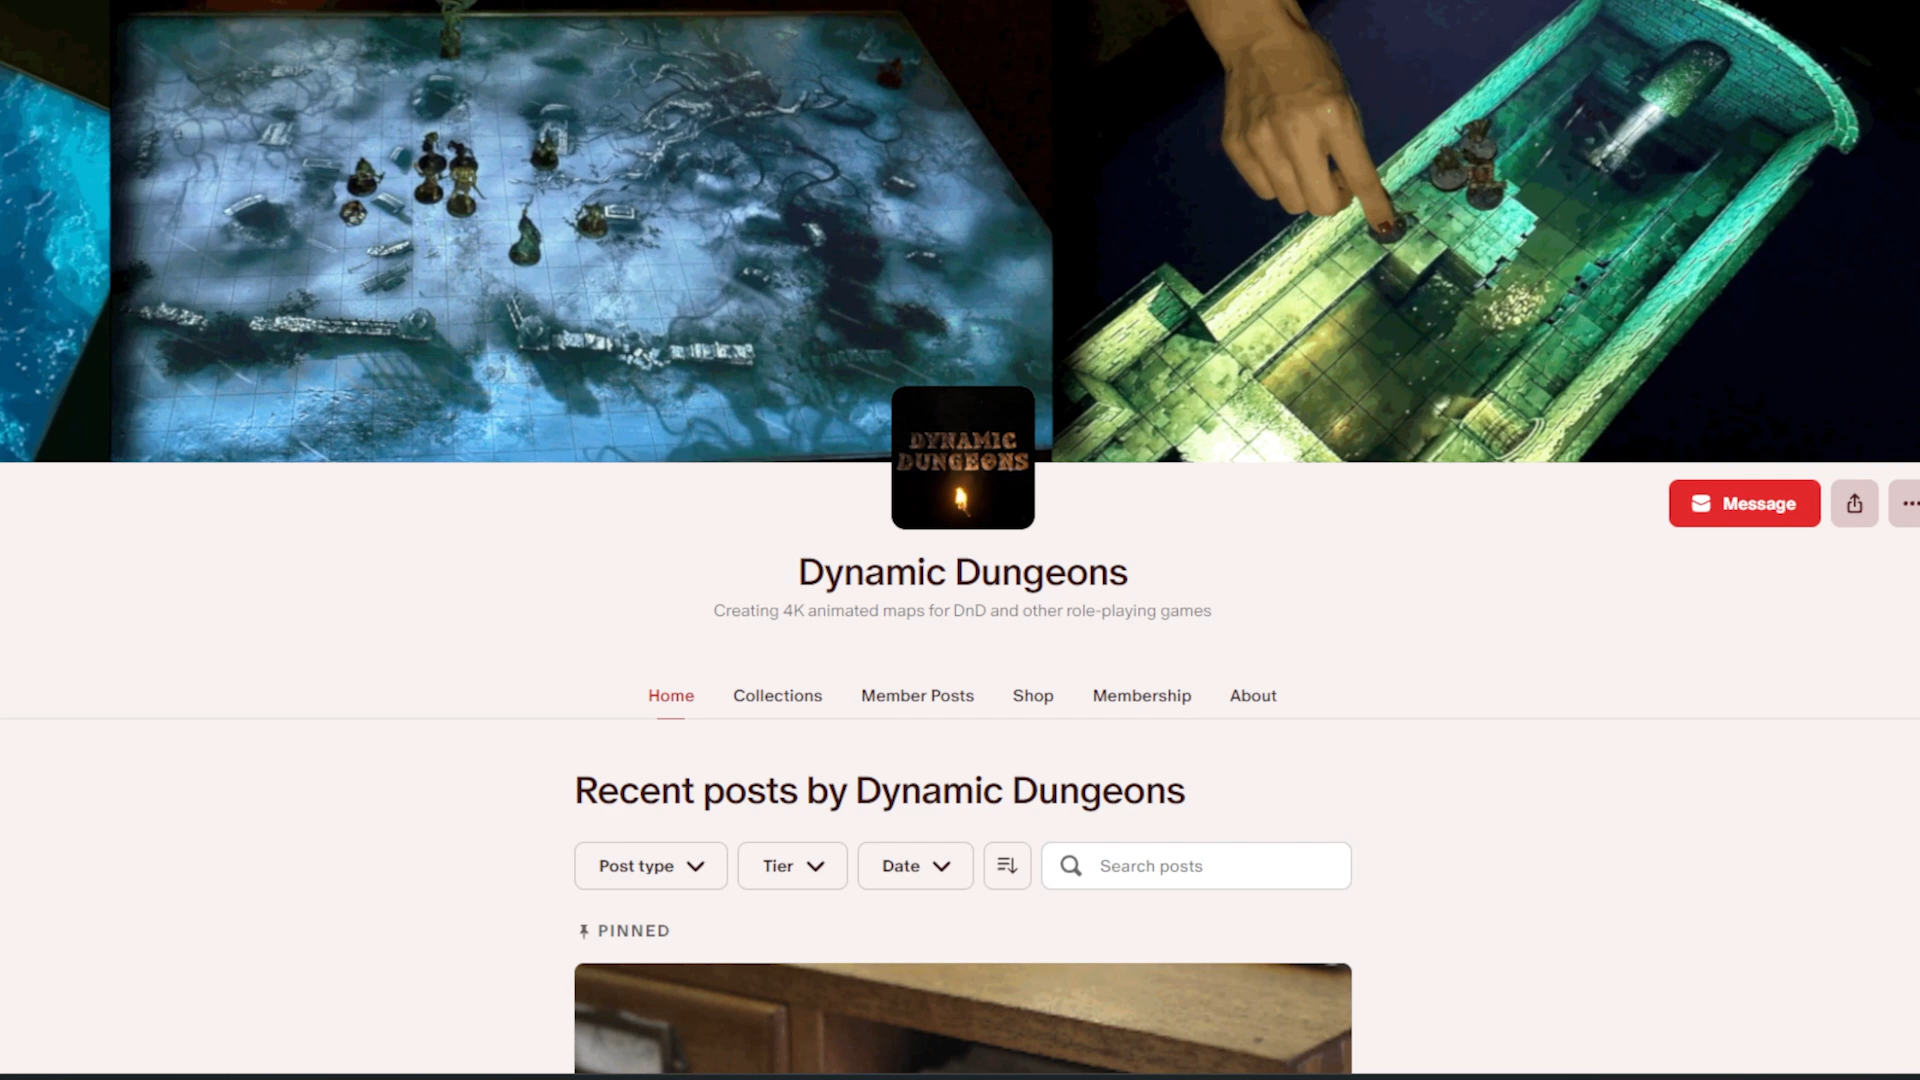 DYNAMIC
DUNGEONS
Message
Dynamic Dungeons
Creating 4K animated maps for DnD and other role-playing games
Home Collections Member Posts Shop Membership About
Recent posts by Dynamic Dungeons
Post type Tier Date Search posts
PINNED